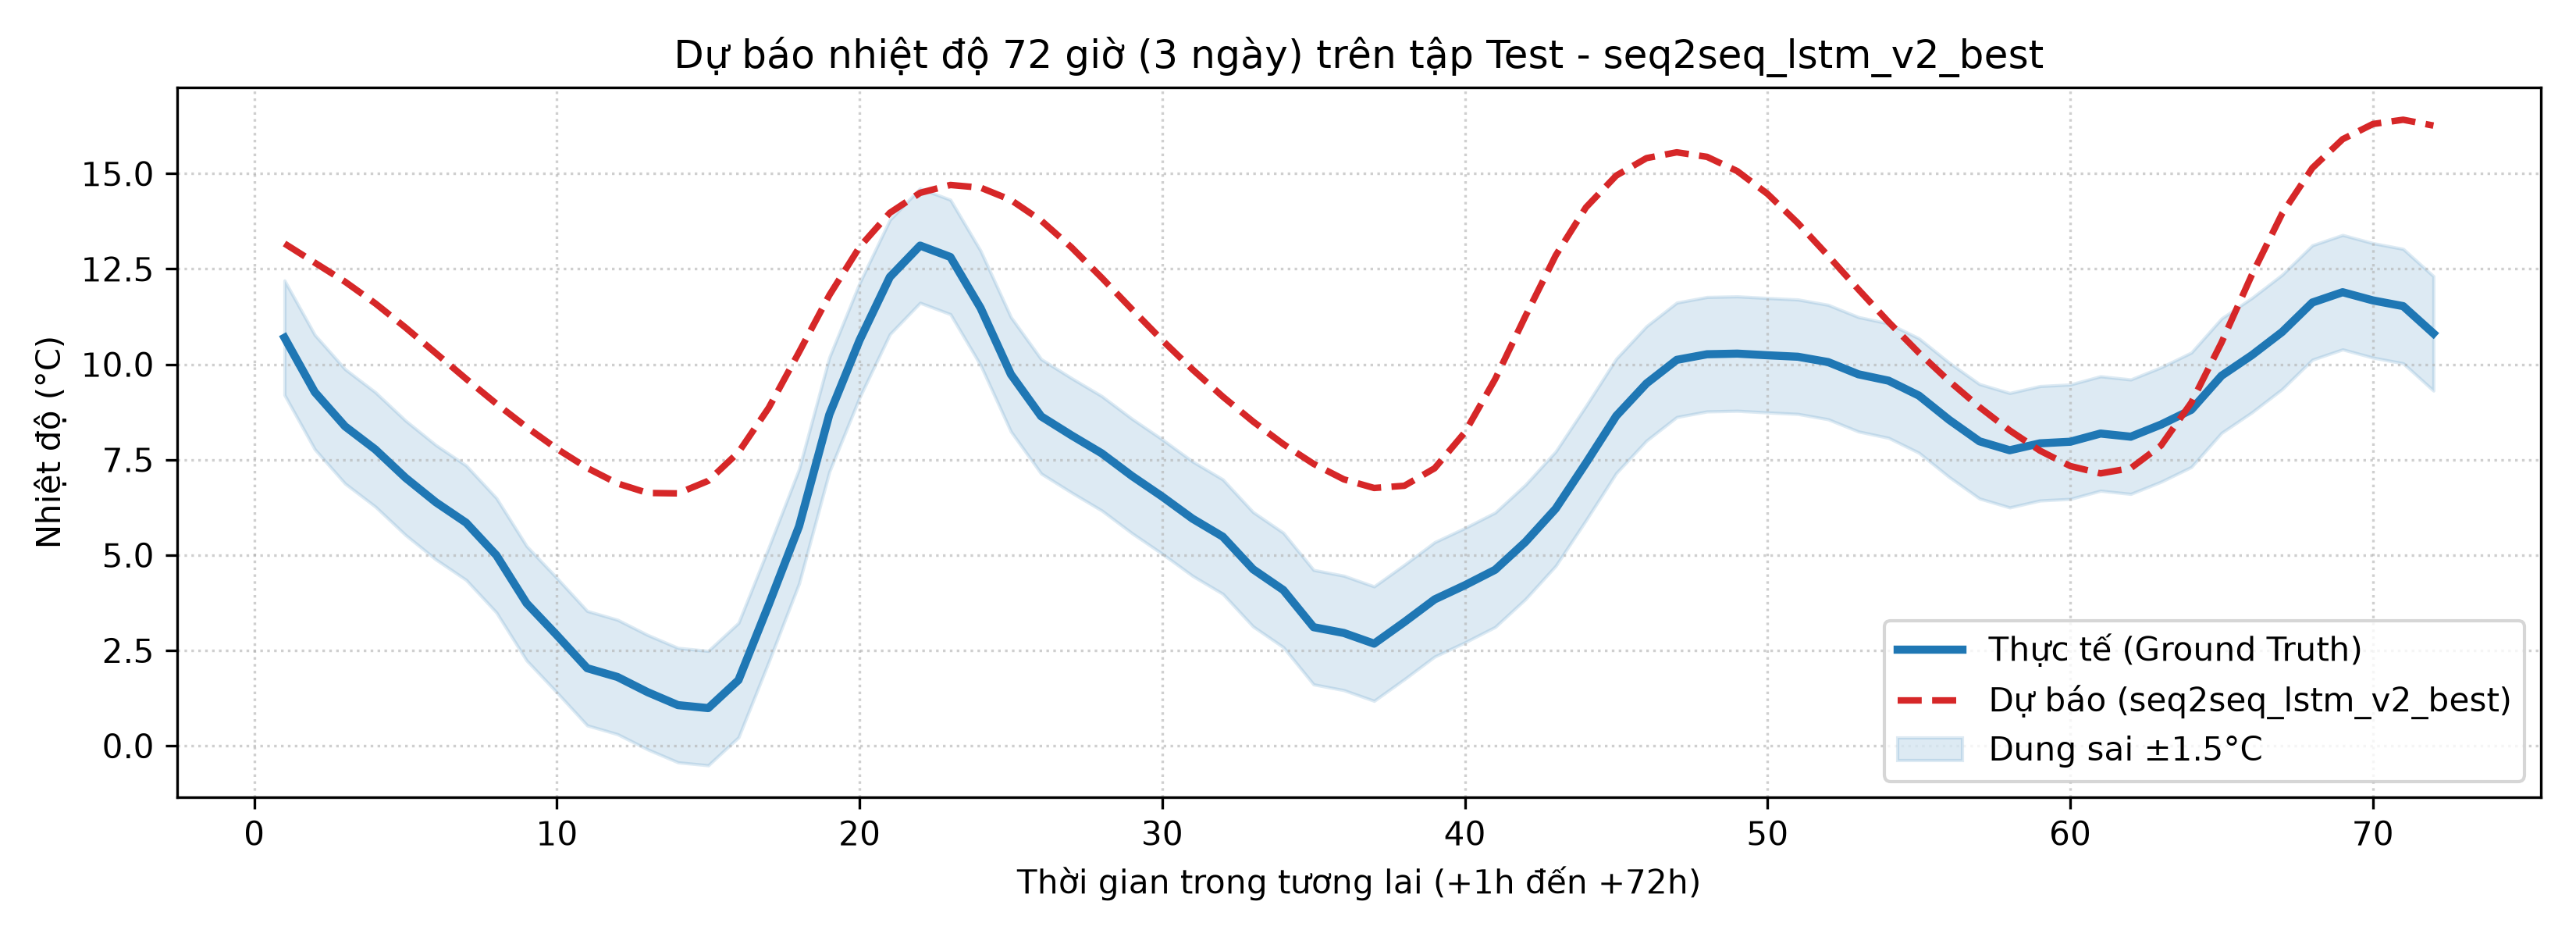 Dự báo nhiệt độ 72 giờ (3 ngày) trên tập Test - seq2seq_lstm_v2_best
Nhiệt độ (°C)
15.0
12.5
10.0
7.5
5.0
2.5
0.0
Thực tế (Ground Truth)
Dự báo (seq2seq_lstm_v2_best)
Dung sai ±1.5°C
0 10 20 30 40 50 60 70
Thời gian trong tương lai (+1h đến +72h)